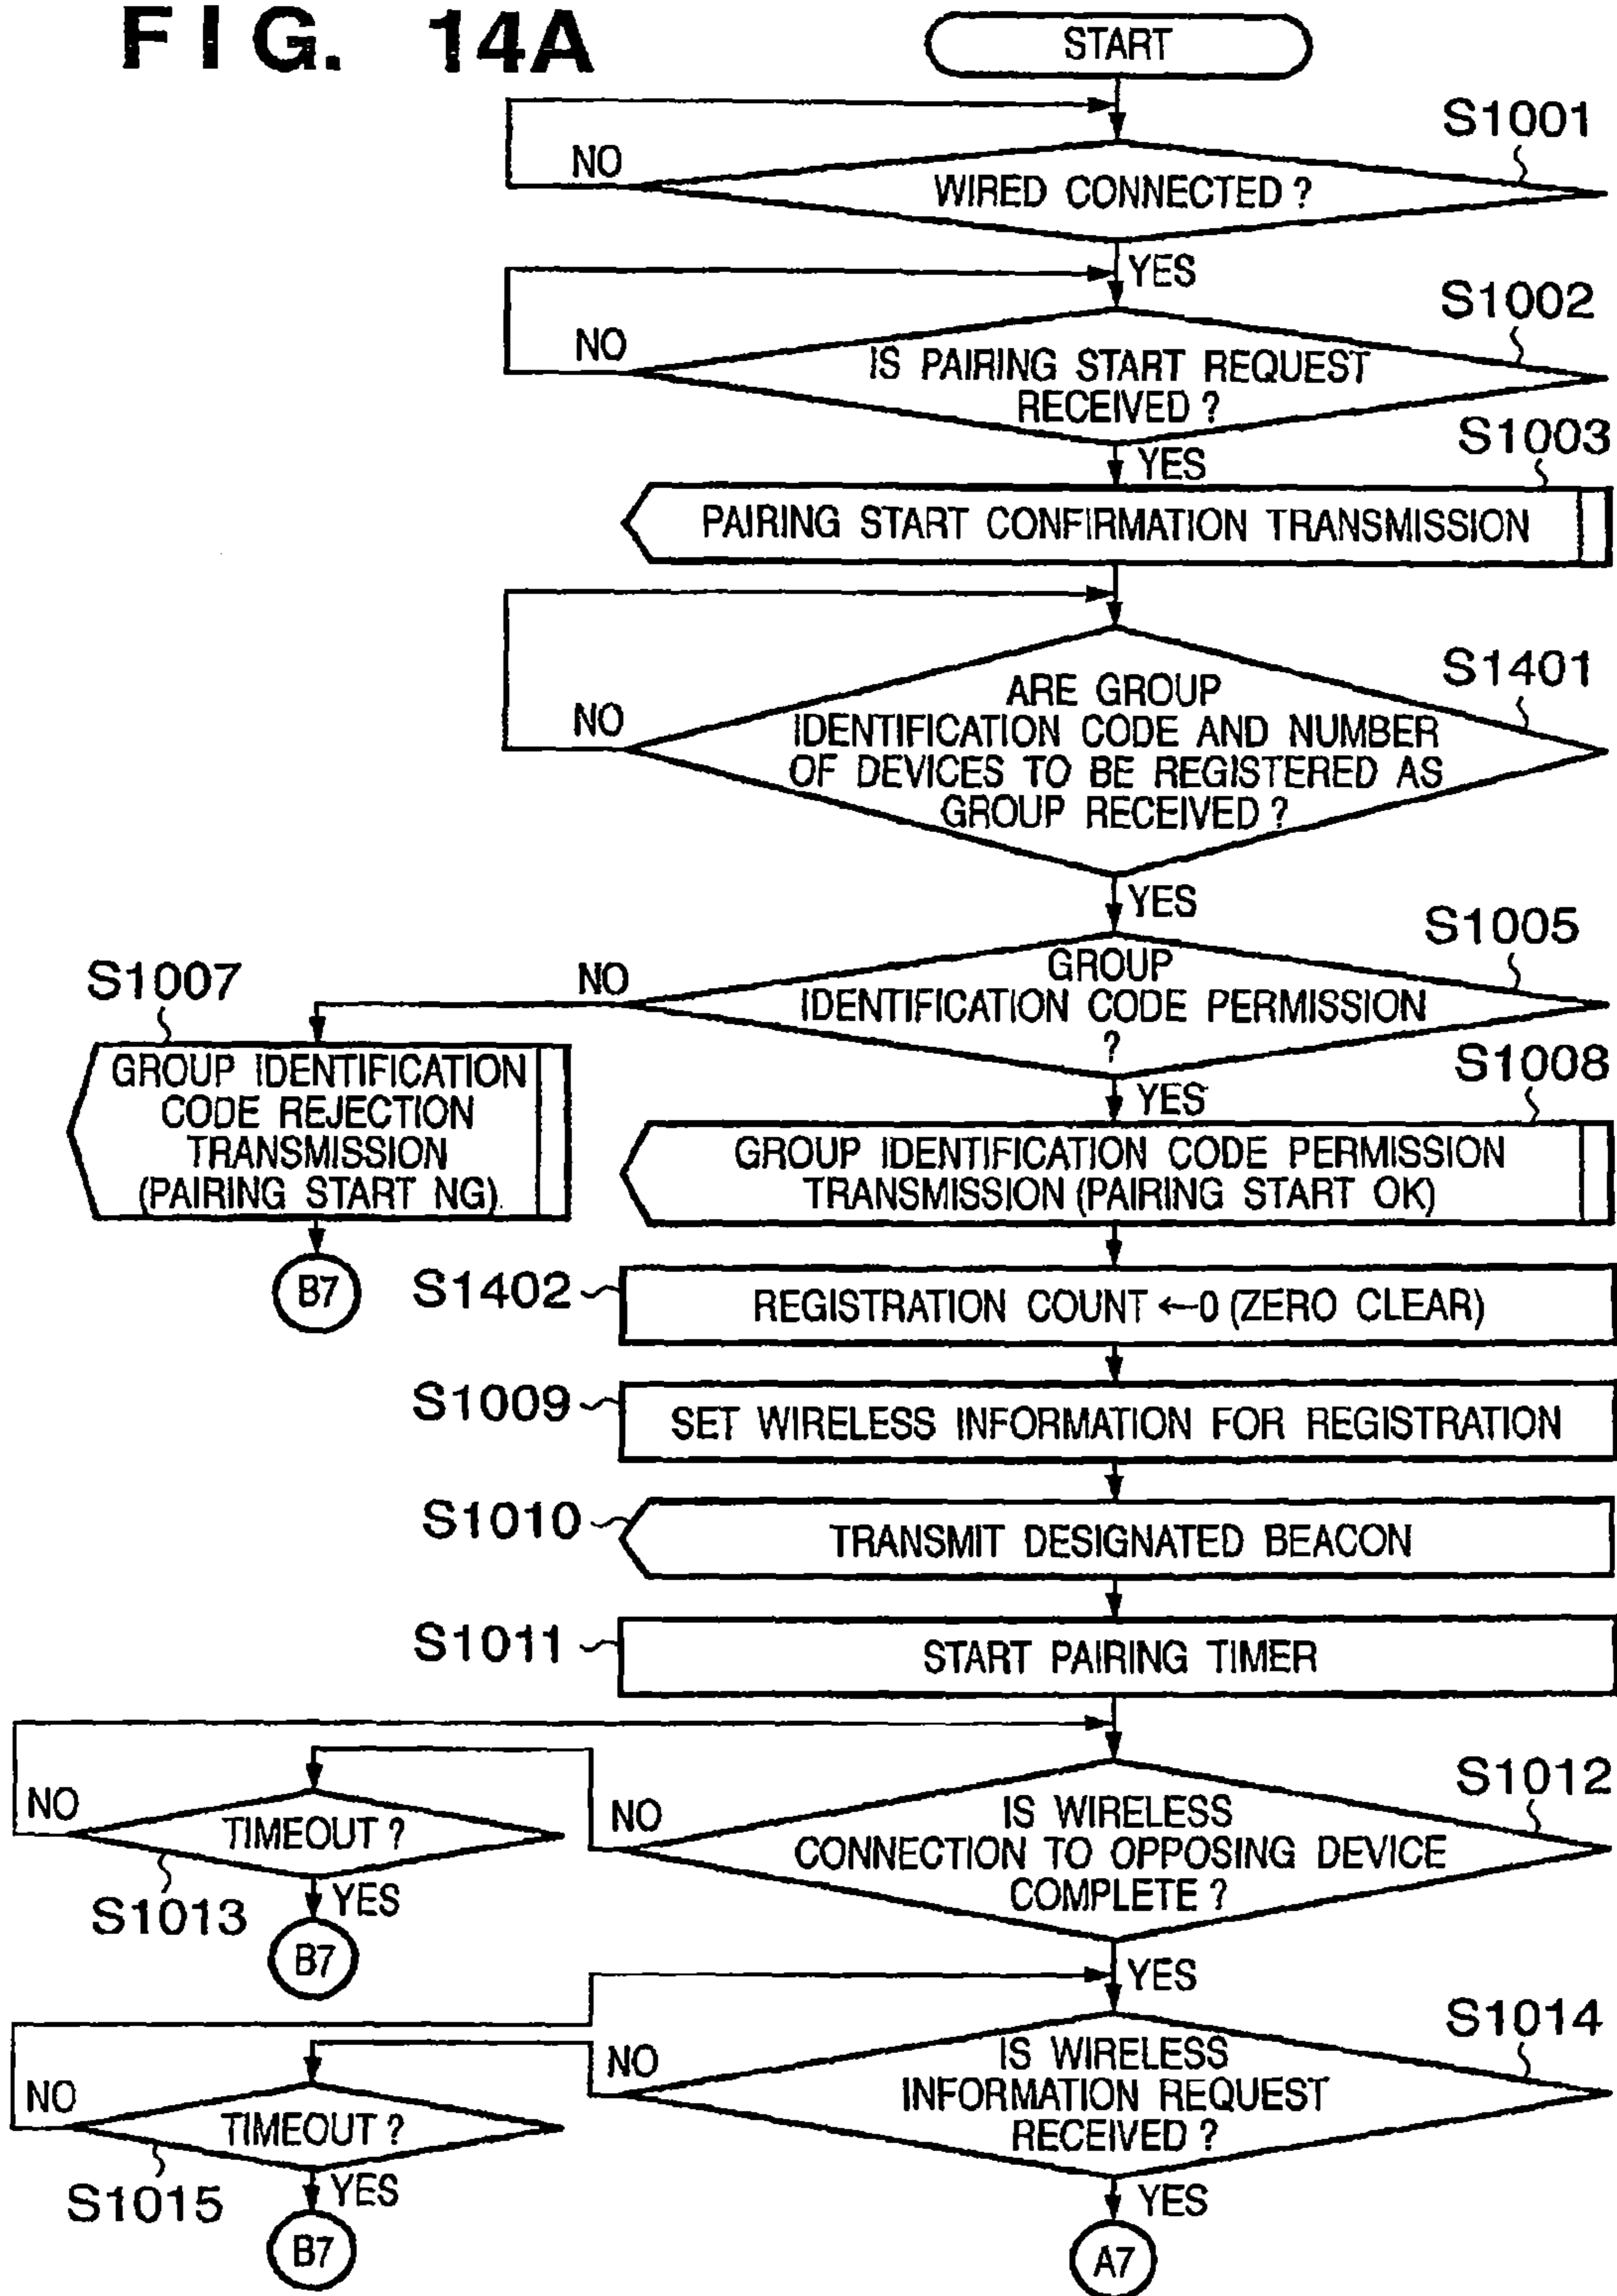 FIG. 14A
START
S1001
NO
WIRED CONNECTED ?
YES
S1002
NO
IS PAIRING START REQUEST
RECEIVED ?
S1003
YES
PAIRING START CONFIRMATION TRANSMISSION
S1401
NO
ARE GROUP
IDENTIFICATION CODE AND NUMBER
OF DEVICES TO BE REGISTERED AS
GROUP RECEIVED ?
YES
S1005
S1007
NO
GROUP
IDENTIFICATION CODE PERMISSION
?
S1008
YES
GROUP IDENTIFICATION
CODE REJECTION
TRANSMISSION
(PAIRING START NG)
GROUP IDENTIFICATION CODE PERMISSION
TRANSMISSION (PAIRING START OK)
B7
S1402
REGISTRATION COUNT ←0 (ZERO CLEAR)
S1009
SET WIRELESS INFORMATION FOR REGISTRATION
S1010
TRANSMIT DESIGNATED BEACON
S1011
START PAIRING TIMER
S1012
NO
TIMEOUT ?
NO
IS WIRELESS
CONNECTION TO OPPOSING DEVICE
COMPLETE ?
S1013
YES
B7
YES
S1014
NO
TIMEOUT ?
NO
IS WIRELESS
INFORMATION REQUEST
RECEIVED ?
S1015
YES
B7
YES
A7